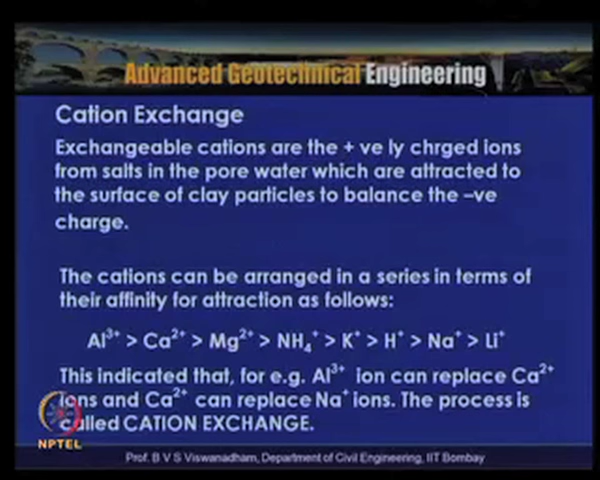 Advanced Geotechnical Engineering
Cation Exchange
Exchangeable cations are the + ve ly chrged ions
from salts in the pore water which are attracted to
the surface of clay particles to balance the –ve
charge.
The cations can be arranged in a series in terms of
their affinity for attraction as follows:
Al³⁺ > Ca²⁺ > Mg²⁺ > NH₄⁺ > K⁺ > H⁺ > Na⁺ > Li⁺
This indicated that, for e.g. Al³⁺ ion can replace Ca²⁺
ions and Ca²⁺ can replace Na⁺ ions. The process is
called CATION EXCHANGE.
NPTEL
Prof. B V S Viswanadham, Department of Civil Engineering, IIT Bombay